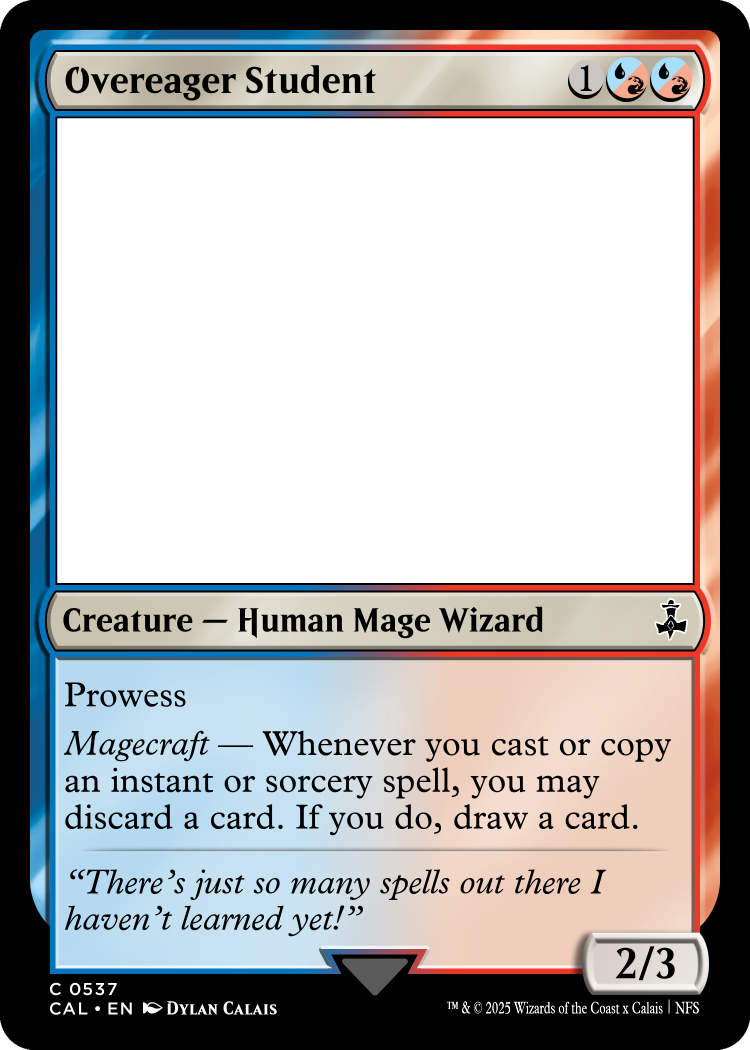 Overeager Student 1
Creature — Human Mage Wizard
Prowess
Magecraft — Whenever you cast or copy
an instant or sorcery spell, you may
discard a card. If you do, draw a card.
“There’s just so many spells out there I
haven’t learned yet!”
2/3
C 0537
CAL • EN DYLAN CALAIS
™ & © 2025 Wizards of the Coast x Calais | NFS